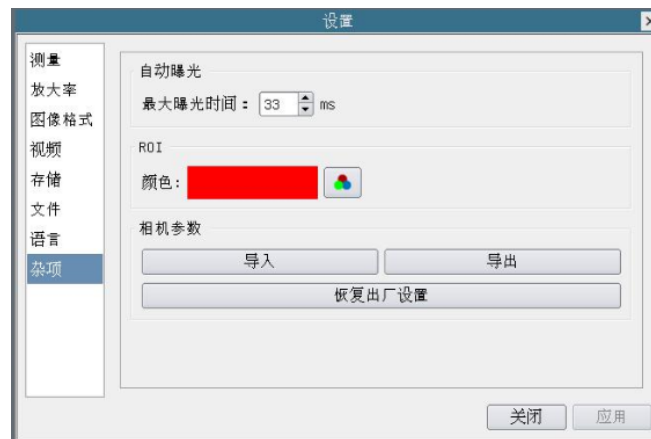 设置
测量
放大率
图像格式
视频
存储
文件
语言
杂项
自动曝光
最大曝光时间： 33 ms
ROI
颜色：
相机参数
导入 导出
恢复出厂设置
关闭 应用